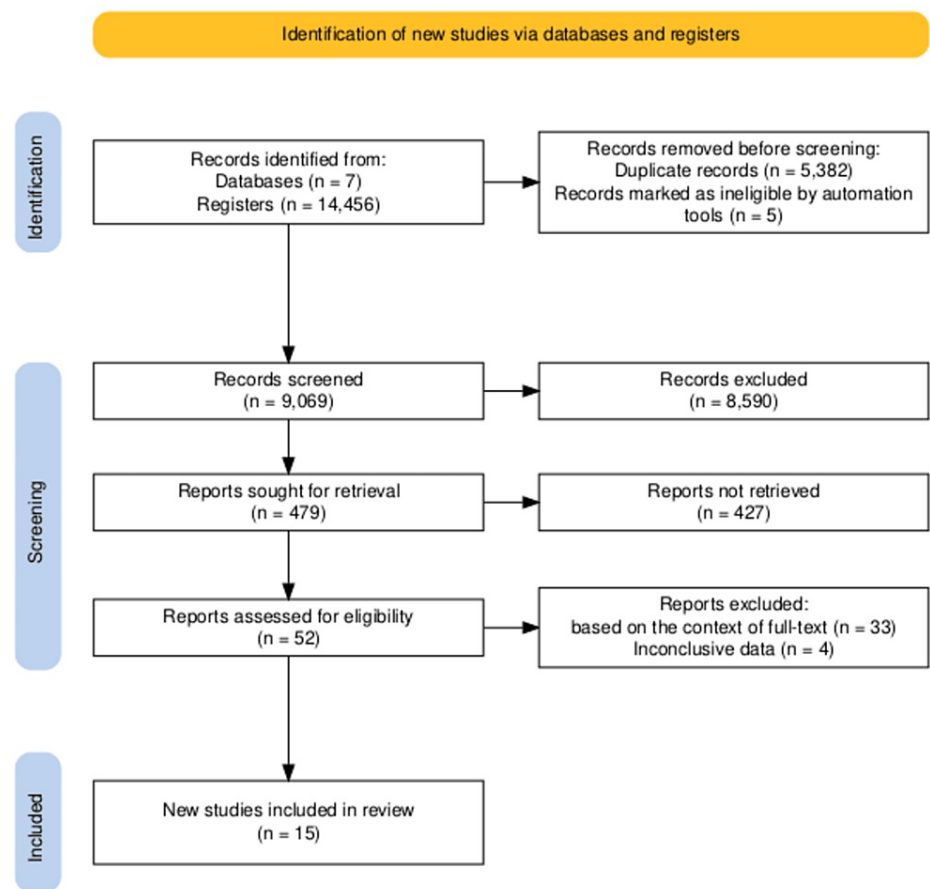 Identification of new studies via databases and registers
Identification
Records identified from:
Databases (n = 7)
Registers (n = 14,456)
Records removed before screening:
Duplicate records (n = 5,382)
Records marked as ineligible by automation
tools (n = 5)
Screening
Records screened
(n = 9,069)
Records excluded
(n = 8,590)
Reports sought for retrieval
(n = 479)
Reports not retrieved
(n = 427)
Reports assessed for eligibility
(n = 52)
Reports excluded:
based on the context of full-text (n = 33)
Inconclusive data (n = 4)
Included
New studies included in review
(n = 15)